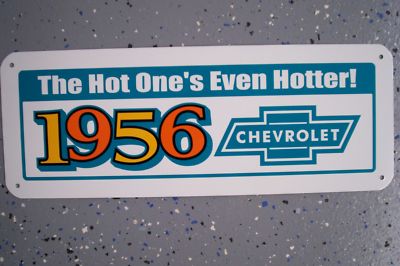 The Hot One's Even Hotter!
1956 CHEVROLET